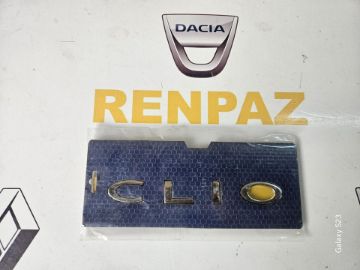 DACIA
RENPAZ
CLIO
Galaxy S23